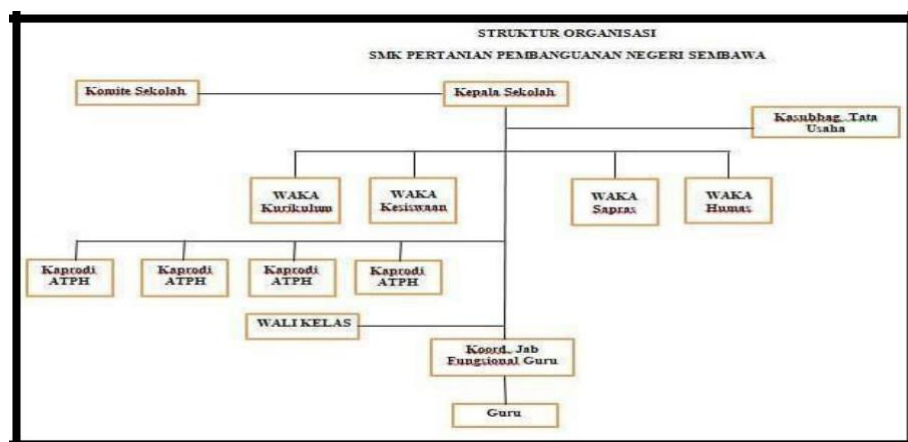 STRUKTUR ORGANISASI
SMK PERTANIAN PEMBANGUANAN NEGERI SEMBAWA
Komite Sekolah
Kepala Sekolah
Kasubbag. Tata
Usaha
WAKA
Kurikulum
WAKA
Kesiswaan
WAKA
Sapras
WAKA
Humas
Kaprodi
ATPH
Kaprodi
ATPH
Kaprodi
ATPH
Kaprodi
ATPH
WALI KELAS
Koord. Jab
Fungsional Guru
Guru